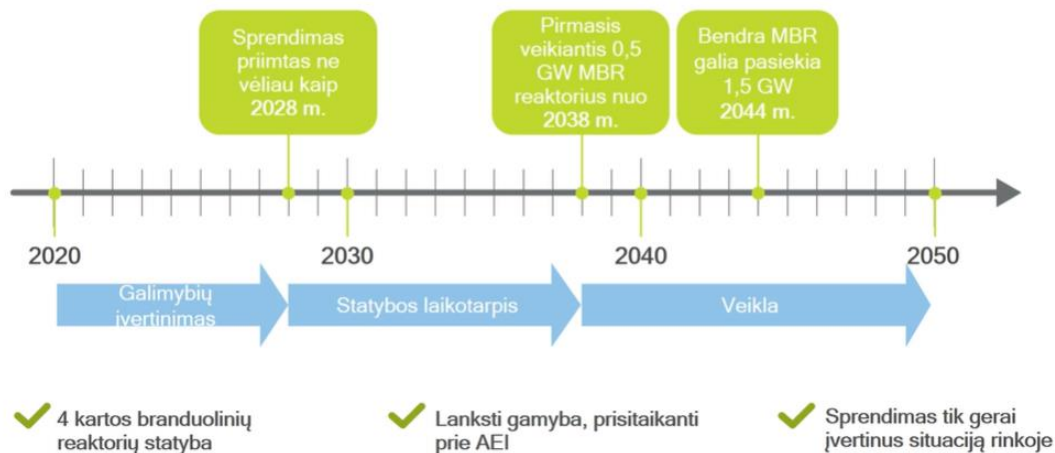 Sprendimas
priimtas ne
vėliau kaip
2028 m.
Pirmasis
veikiantis 0,5
GW MBR
reaktorius nuo
2038 m.
Bendra MBR
galia pasiekia
1,5 GW
2044 m.
2020
2030
2040
2050
Galimybių
įvertinimas
Statybos laikotarpis
Veikla
4 kartos branduolinių
reaktorių statyba
Lanksti gamyba, prisitaikanti
prie AEI
Sprendimas tik gerai
įvertinus situaciją rinkoje